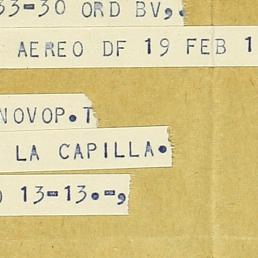 33-30 ORD BV,.
AEREO DF 19 FEB 1
NOVOP.T
LA CAPILLA.
13-13.-,